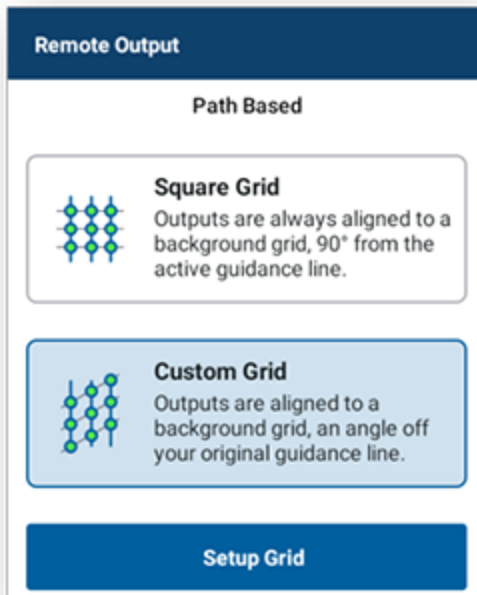 Remote Output
Path Based
Square Grid
Outputs are always aligned to a
background grid, 90° from the
active guidance line.
Custom Grid
Outputs are aligned to a
background grid, an angle off
your original guidance line.
Setup Grid